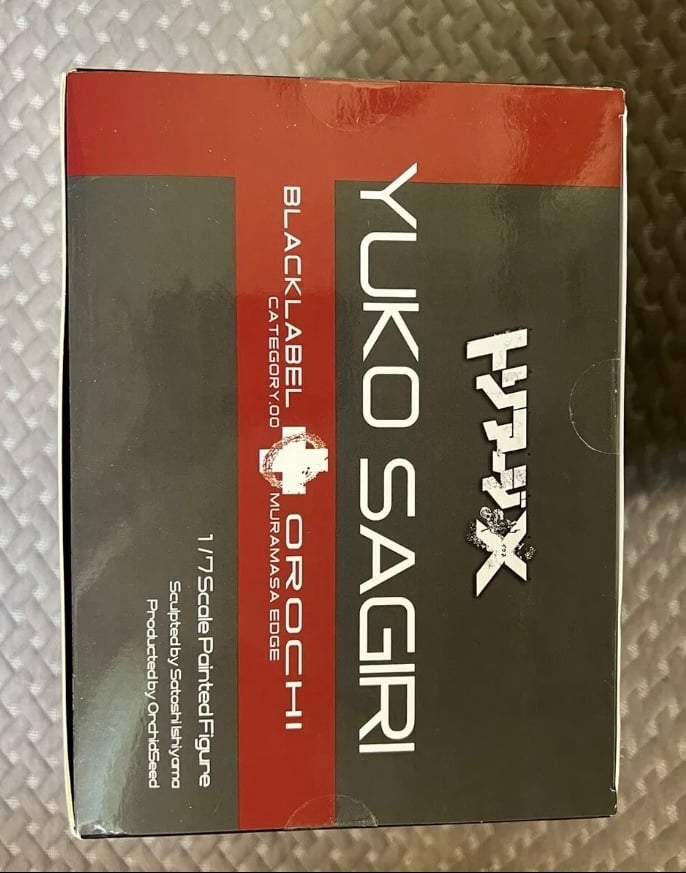 トリアージX
YUKO SAGIRI
BLACKLABEL
CATEGORY.00
OROCHI
MURAMASA EDGE
1/7 Scale Painted Figure
Sculpted by Satoshi Ishiyama
Producted by OrchidSeed